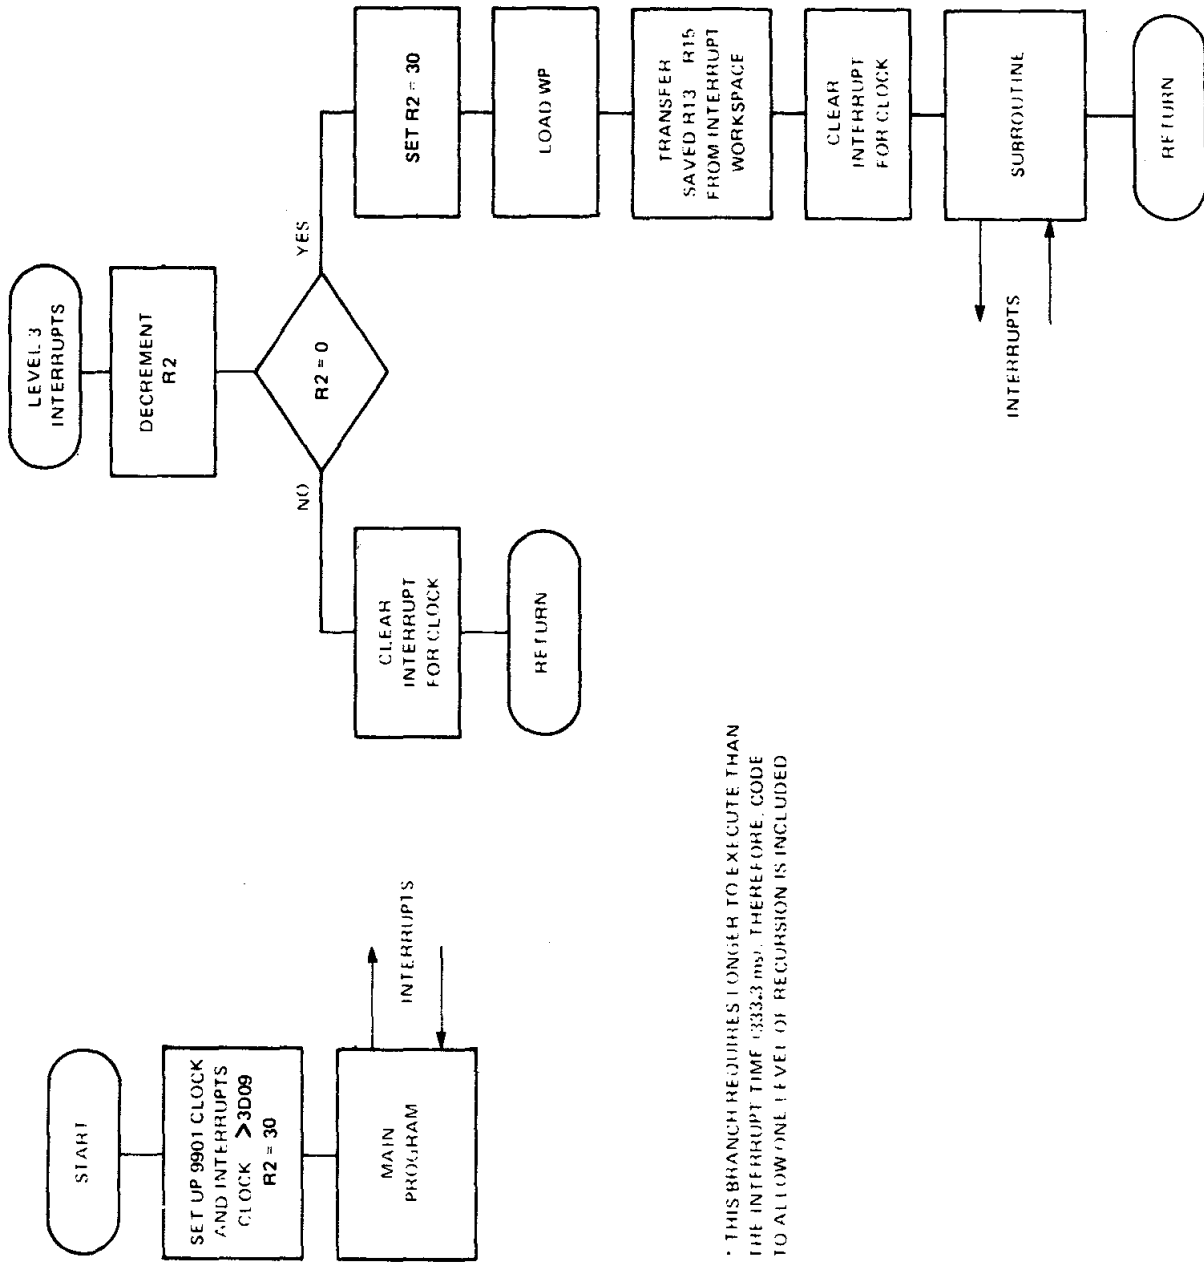 START
SET UP 9901 CLOCK
AND INTERRUPTS
CLOCK >3D09
R2 = 30
MAIN
PROGRAM
INTERRUPTS
LEVEL 3
INTERRUPTS
DECREMENT
R2
R2 = 0
NO
YES
CLEAR
INTERRUPT
FOR CLOCK
RETURN
SET R2 = 30
LOAD WP
TRANSFER
SAVED R13 R15
FROM INTERRUPT
WORKSPACE
CLEAR
INTERRUPT
FOR CLOCK
SUBROUTINE
INTERRUPTS
RETURN
* THIS BRANCH REQUIRES LONGER TO EXECUTE THAN
THE INTERRUPT TIME (333.3 ms). THEREFORE, CODE
TO ALLOW ONE LEVEL OF RECURSION IS INCLUDED